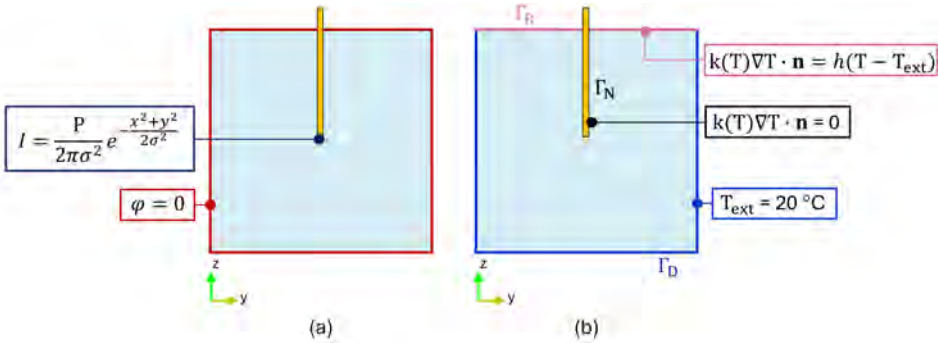 Γ_R
k(T)∇T · n = h(T − T_ext)
Γ_N
I = P/(2πσ²) e^(−(x²+y²)/(2σ²))
k(T)∇T · n = 0
φ = 0
T_ext = 20 °C
Γ_D
z
y
z
y
(a)
(b)